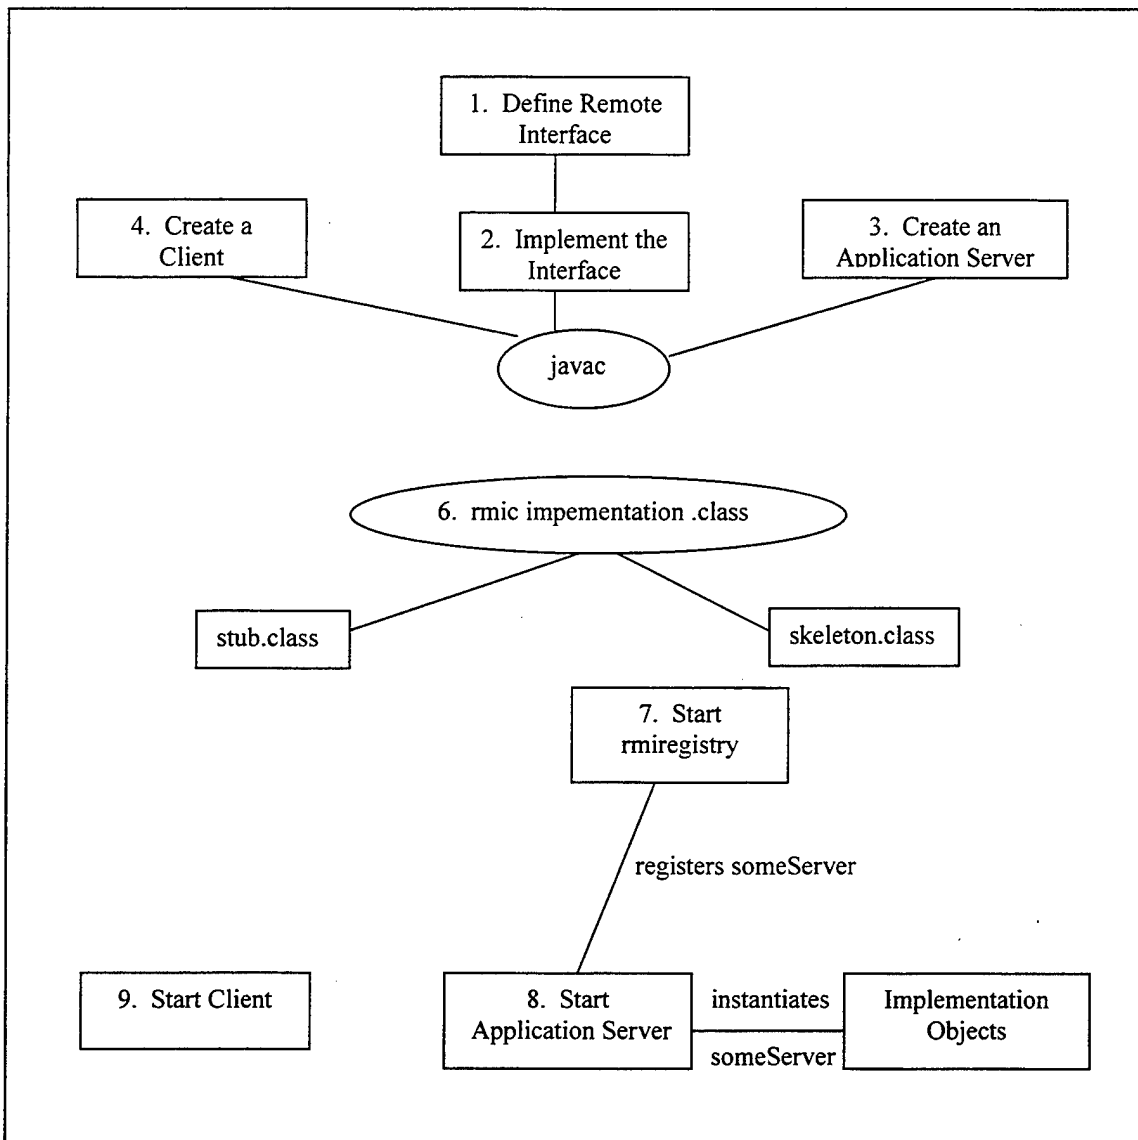 1. Define Remote
Interface
4. Create a
Client
2. Implement the
Interface
3. Create an
Application Server
javac
6. rmic impementation .class
stub.class
skeleton.class
7. Start
rmiregistry
registers someServer
9. Start Client
8. Start
Application Server
instantiates
someServer
Implementation
Objects